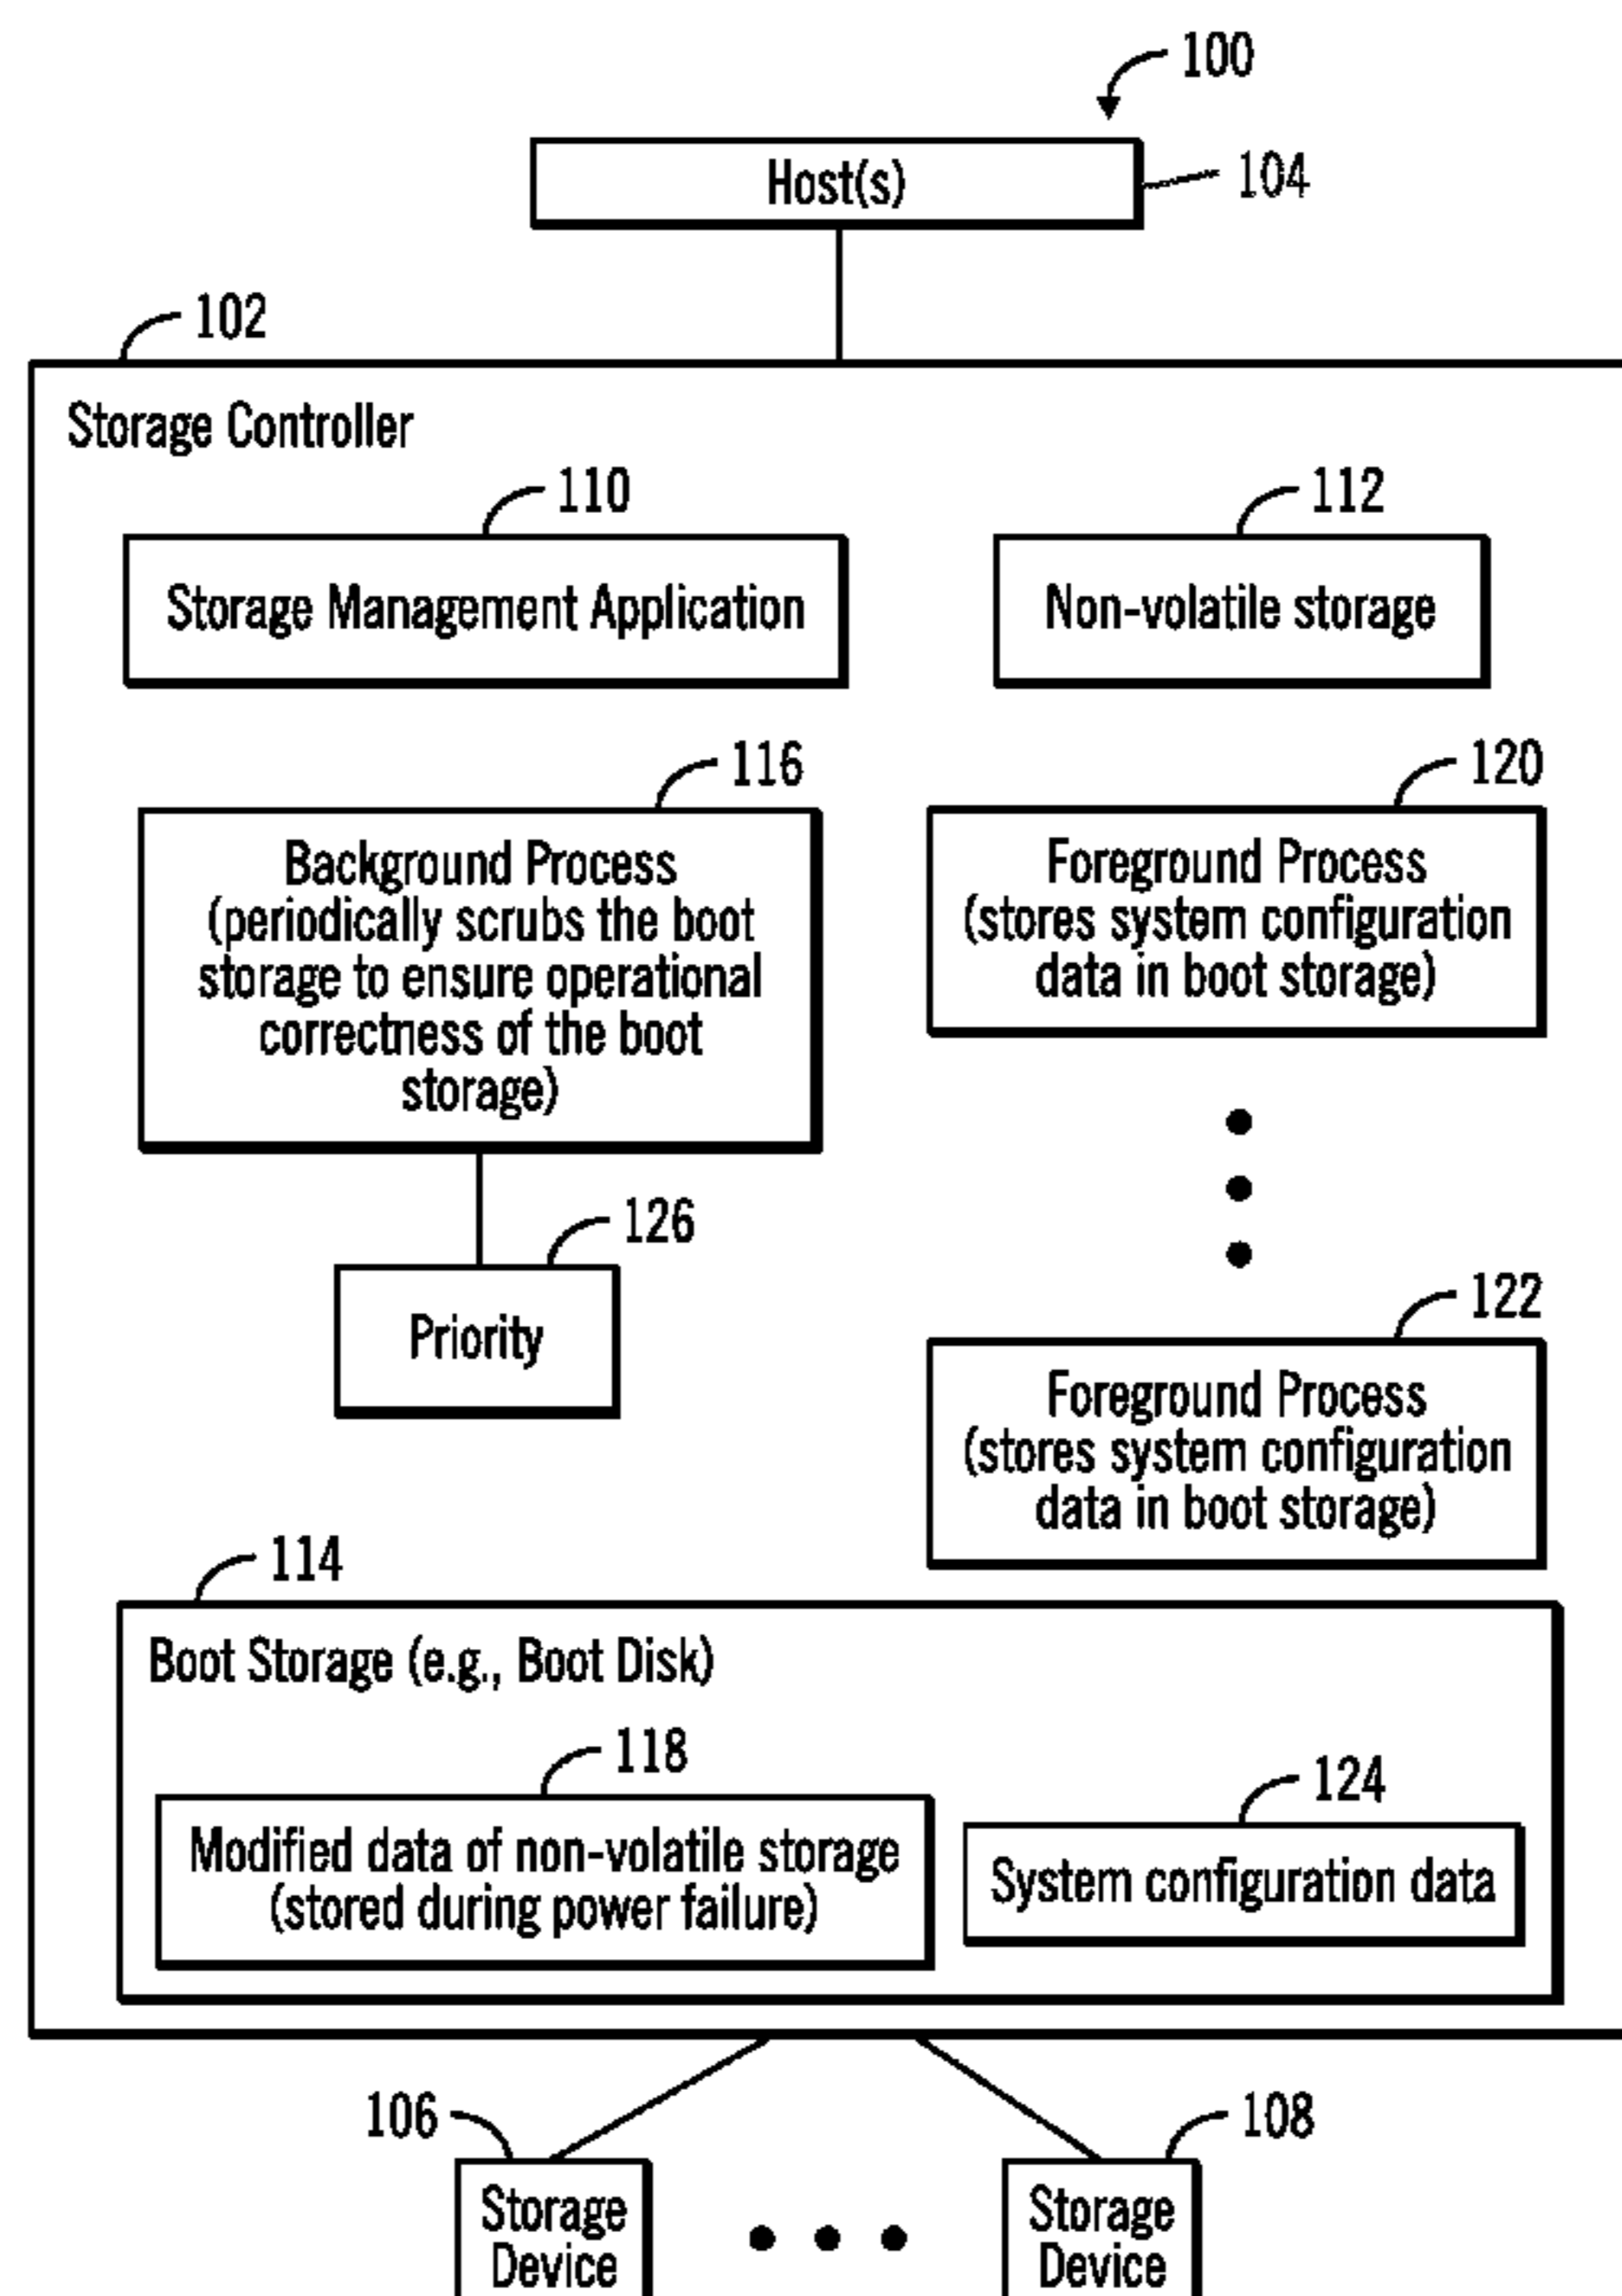 100
Host(s)
104
102
Storage Controller
110
112
Storage Management Application
Non-volatile storage
116
120
Background Process
(periodically scrubs the boot
storage to ensure operational
correctness of the boot
storage)
Foreground Process
(stores system configuration
data in boot storage)
126
Priority
122
Foreground Process
(stores system configuration
data in boot storage)
114
Boot Storage (e.g., Boot Disk)
118
124
Modified data of non-volatile storage
(stored during power failure)
System configuration data
106
108
Storage
Device
Storage
Device